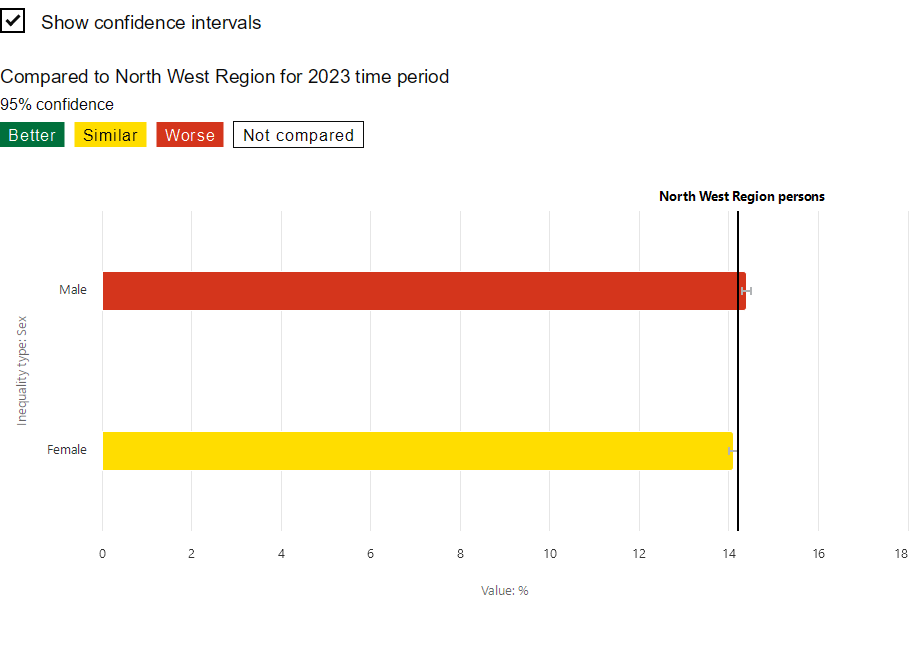 Show confidence intervals
Compared to North West Region for 2023 time period
95% confidence
Better Similar Worse Not compared
North West Region persons
Male
Inequality type: Sex
Female
0 2 4 6 8 10 12 14 16 18
Value: %